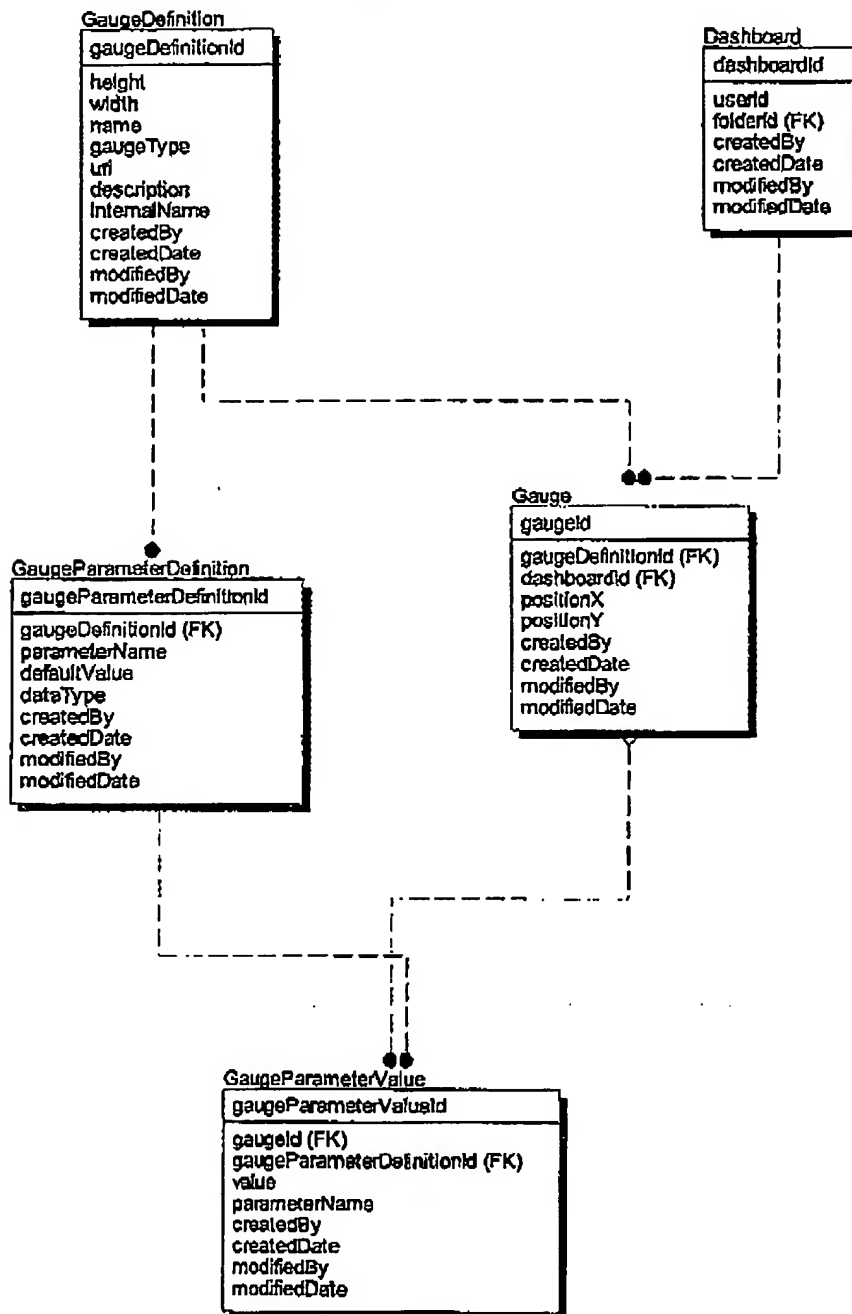 GaugeDefinition
gaugeDefinitionId
height
width
name
gaugeType
url
description
internalName
createdBy
createdDate
modifiedBy
modifiedDate
Dashboard
dashboardId
userId
folderId (FK)
createdBy
createdDate
modifiedBy
modifiedDate
Gauge
gaugeId
gaugeDefinitionId (FK)
dashboardId (FK)
positionX
positionY
createdBy
createdDate
modifiedBy
modifiedDate
GaugeParameterDefinition
gaugeParameterDefinitionId
gaugeDefinitionId (FK)
parameterName
defaultValue
dataType
createdBy
createdDate
modifiedBy
modifiedDate
GaugeParameterValue
gaugeParameterValueId
gaugeId (FK)
gaugeParameterDefinitionId (FK)
value
parameterName
createdBy
createdDate
modifiedBy
modifiedDate